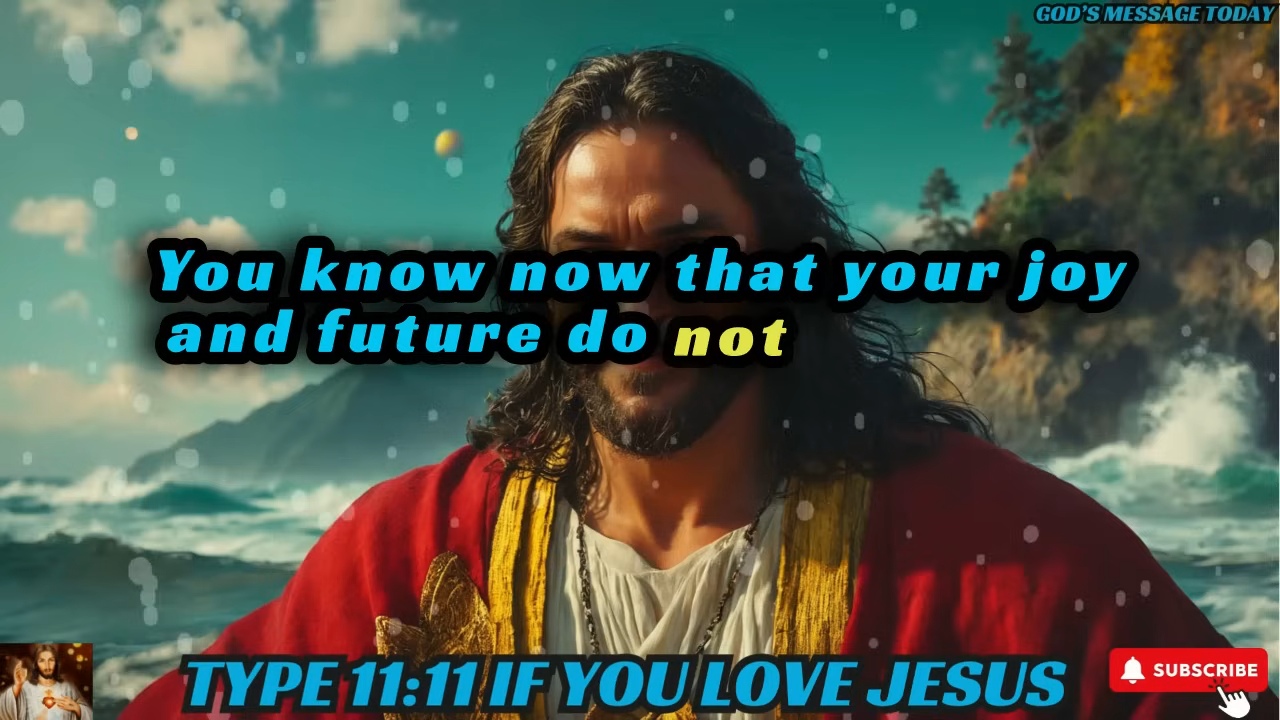 GOD'S MESSAGE TODAY
You know now that your joy
and future do not
TYPE 11:11 IF YOU LOVE JESUS
SUBSCRIBE